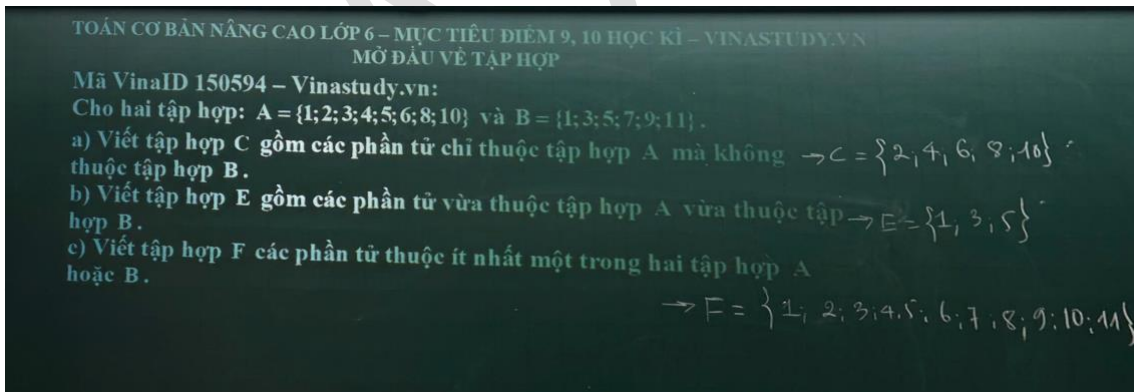 TOÁN CƠ BẢN NÂNG CAO LỚP 6 – MỤC TIÊU ĐIỂM 9, 10 HỌC KÌ – VINASTUDY.VN
MỞ ĐẦU VỀ TẬP HỢP
Mã VinaID 150594 – Vinastudy.vn:
Cho hai tập hợp: A = {1;2;3;4;5;6;8;10} và B = {1;3;5;7;9;11}.
a) Viết tập hợp C gồm các phần tử chỉ thuộc tập hợp A mà không → C = {2; 4; 6; 8; 10}
thuộc tập hợp B.
b) Viết tập hợp E gồm các phần tử vừa thuộc tập hợp A vừa thuộc tập → E = {1; 3; 5}
hợp B.
c) Viết tập hợp F các phần tử thuộc ít nhất một trong hai tập hợp A
hoặc B.
→ F = {1; 2; 3; 4; 5; 6; 7; 8; 9; 10; 11}